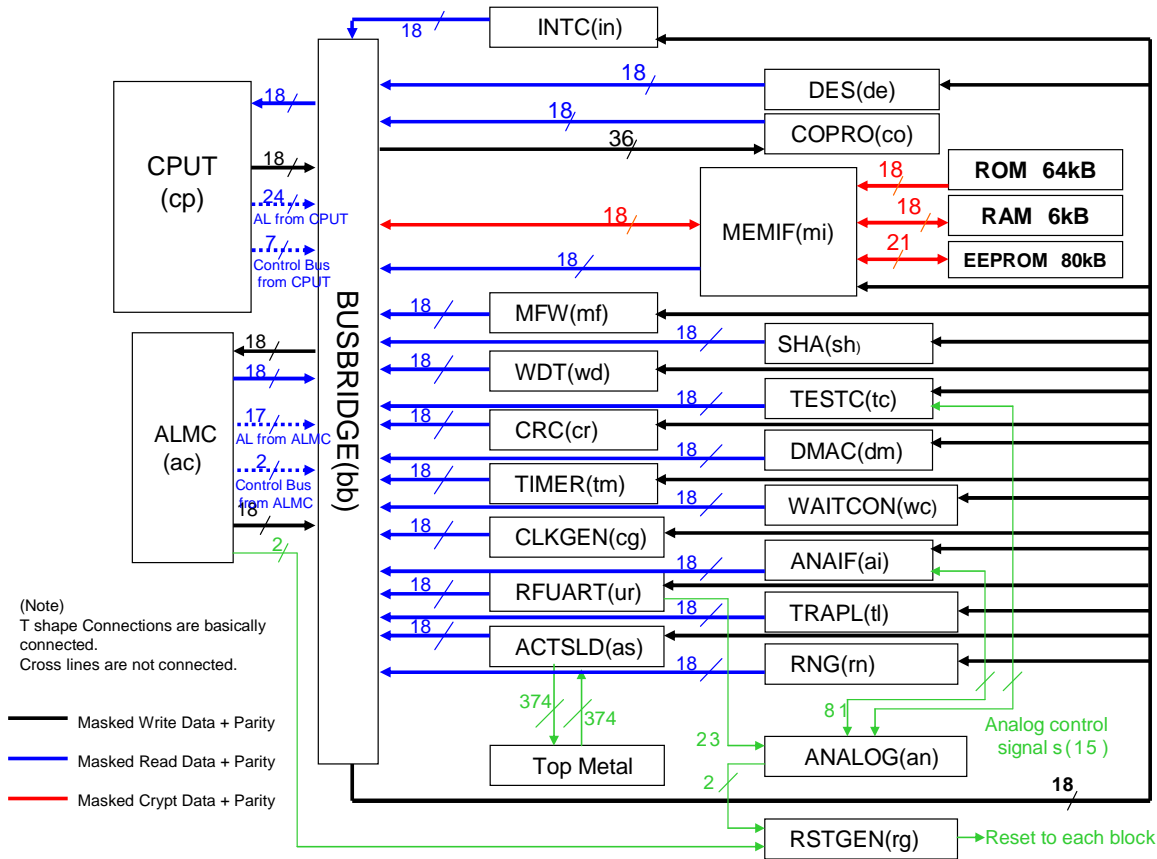 INTC(in)
18
18
DES(de)
18
18
COPRO(co)
36
CPUT
(cp)
18
24
AL from CPUT
7
Control Bus
from CPUT
BUSBRIDGE(bb)
18
MEMIF(mi)
18
18
ROM 64kB
18
RAM 6kB
21
EEPROM 80kB
18
MFW(mf)
18
SHA(sh)
18
WDT(wd)
18
TESTC(tc)
18
CRC(cr)
18
DMAC(dm)
18
TIMER(tm)
18
WAITCON(wc)
18
CLKGEN(cg)
18
ANAIF(ai)
18
RFUART(ur)
18
TRAPL(tl)
18
ACTSLD(as)
18
RNG(rn)
ALMC
(ac)
18
18
17
AL from ALMC
2
Control Bus
from ALMC
18
2
(Note)
T shape Connections are basically
connected.
Cross lines are not connected.
374
374
Top Metal
23
81
Analog control
signal s(15)
ANALOG(an)
2
18
RSTGEN(rg)
Reset to each block
Masked Write Data + Parity
Masked Read Data + Parity
Masked Crypt Data + Parity